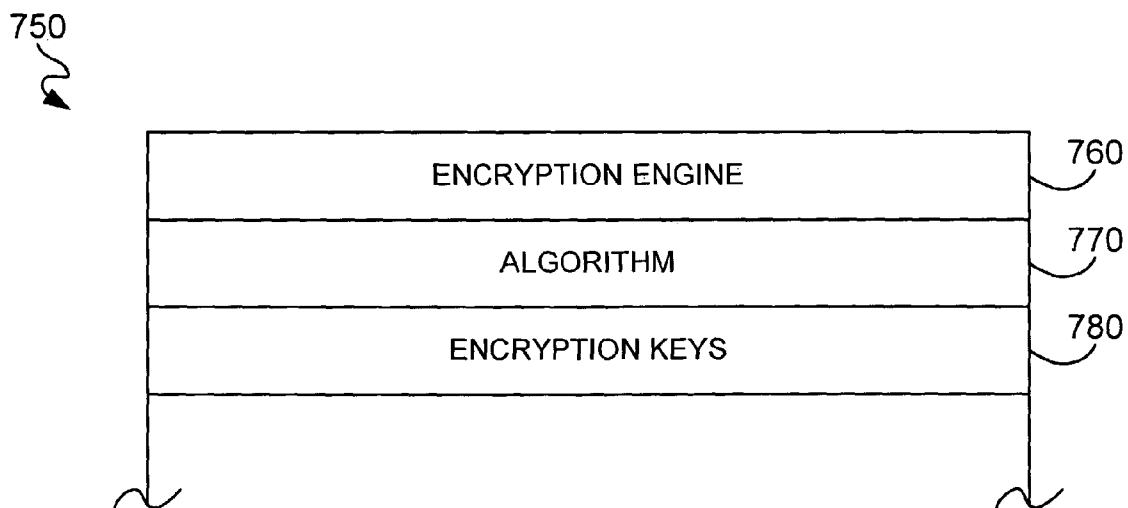 750
ENCRYPTION ENGINE
760
ALGORITHM
770
ENCRYPTION KEYS
780